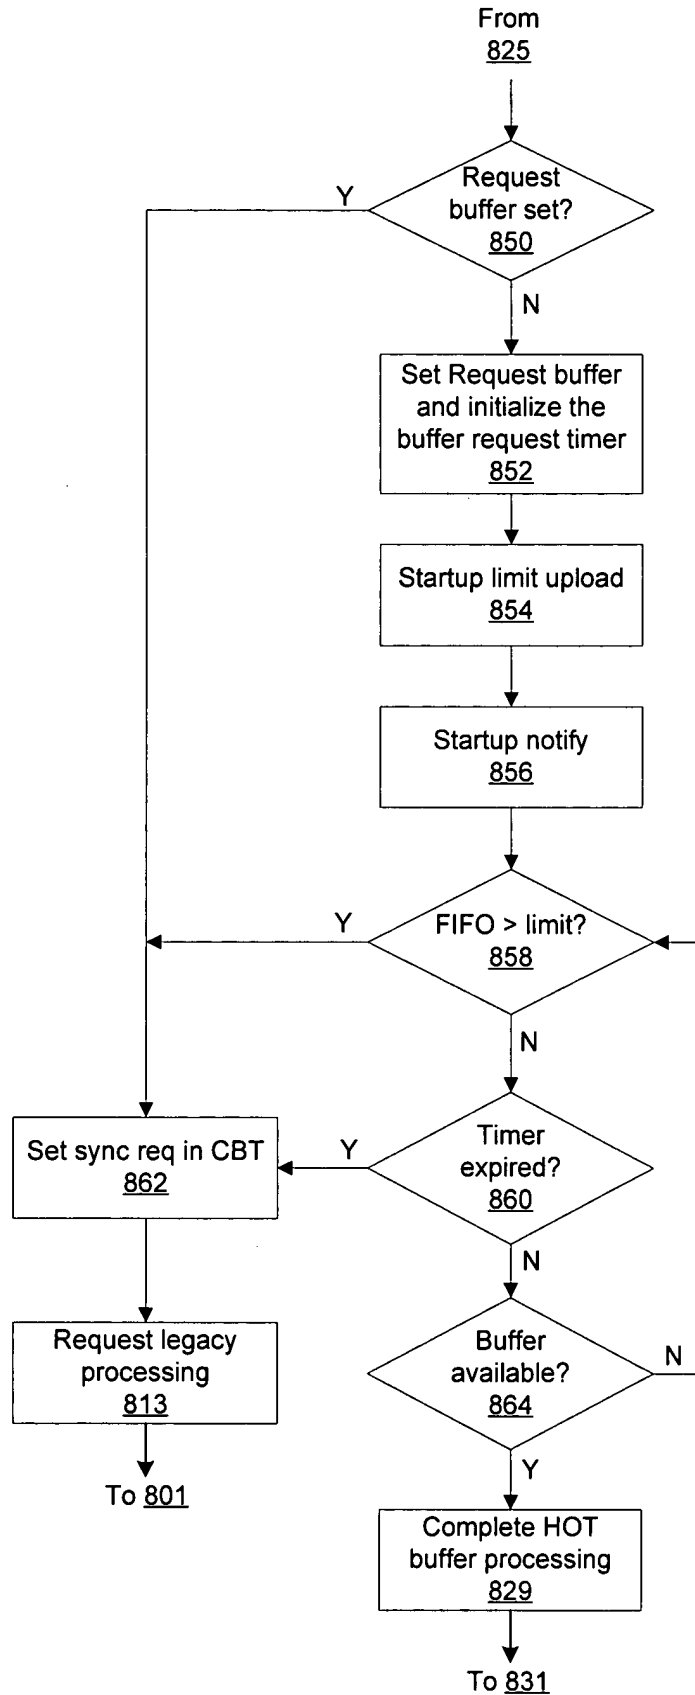 From
825
Request
buffer set?
850
Y
N
Set Request buffer
and initialize the
buffer request timer
852
Startup limit upload
854
Startup notify
856
FIFO > limit?
858
Y
N
Timer
expired?
860
Y
N
Set sync req in CBT
862
Request legacy
processing
813
To 801
Buffer
available?
864
N
Y
Complete HOT
buffer processing
829
To 831